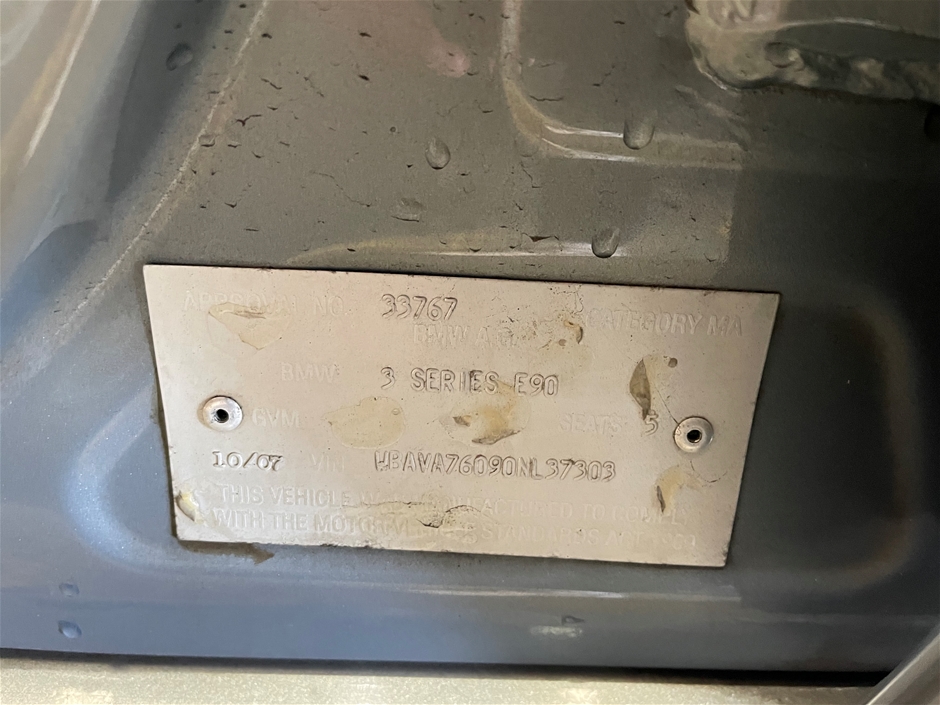 APPROVAL NO. 33767
BMW A.G. CATEGORY MA
BMW 3 SERIES E90
GVM SEATS 5
10/07 VIN WBAVA76090NL37303
THIS VEHICLE WAS MANUFACTURED TO COMPLY
WITH THE MOTOR VEHICLE STANDARDS ACT 1989